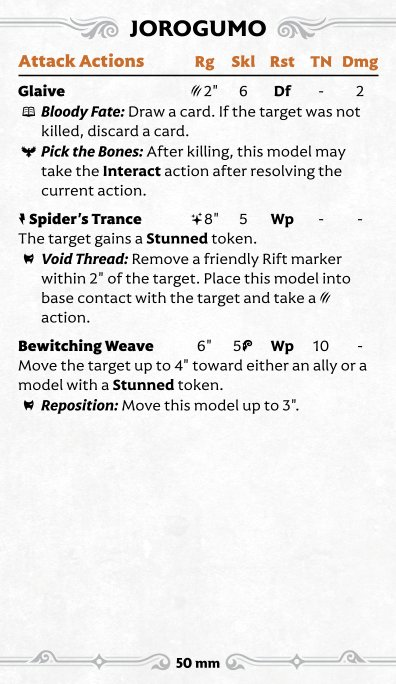 JOROGUMO
Attack Actions Rg Skl Rst TN Dmg
Glaive 2" 6 Df - 2
Bloody Fate: Draw a card. If the target was not
killed, discard a card.
Pick the Bones: After killing, this model may
take the Interact action after resolving the
current action.
Spider's Trance 8" 5 Wp - -
The target gains a Stunned token.
Void Thread: Remove a friendly Rift marker
within 2" of the target. Place this model into
base contact with the target and take a
action.
Bewitching Weave 6" 5 Wp 10 -
Move the target up to 4" toward either an ally or a
model with a Stunned token.
Reposition: Move this model up to 3".
50 mm